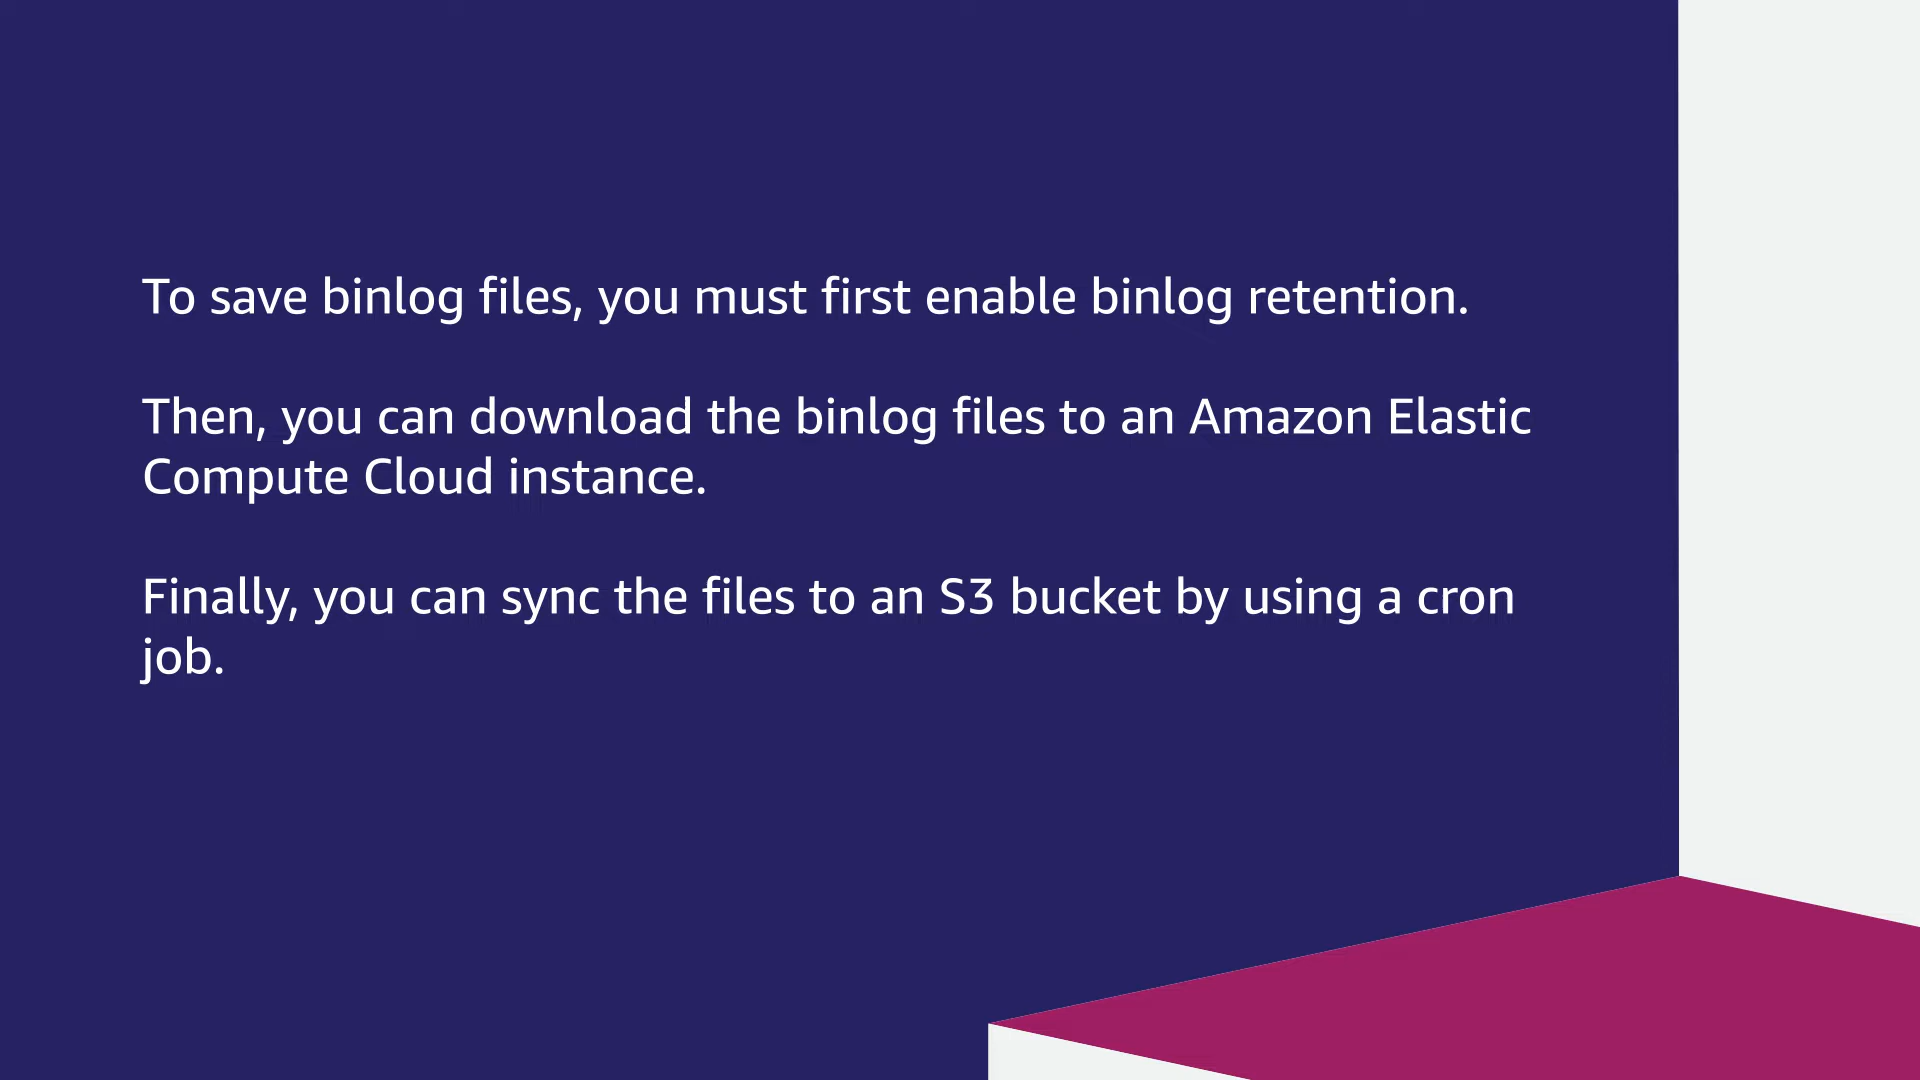 To save binlog files, you must first enable binlog retention.
Then, you can download the binlog files to an Amazon Elastic
Compute Cloud instance.
Finally, you can sync the files to an S3 bucket by using a cron
job.